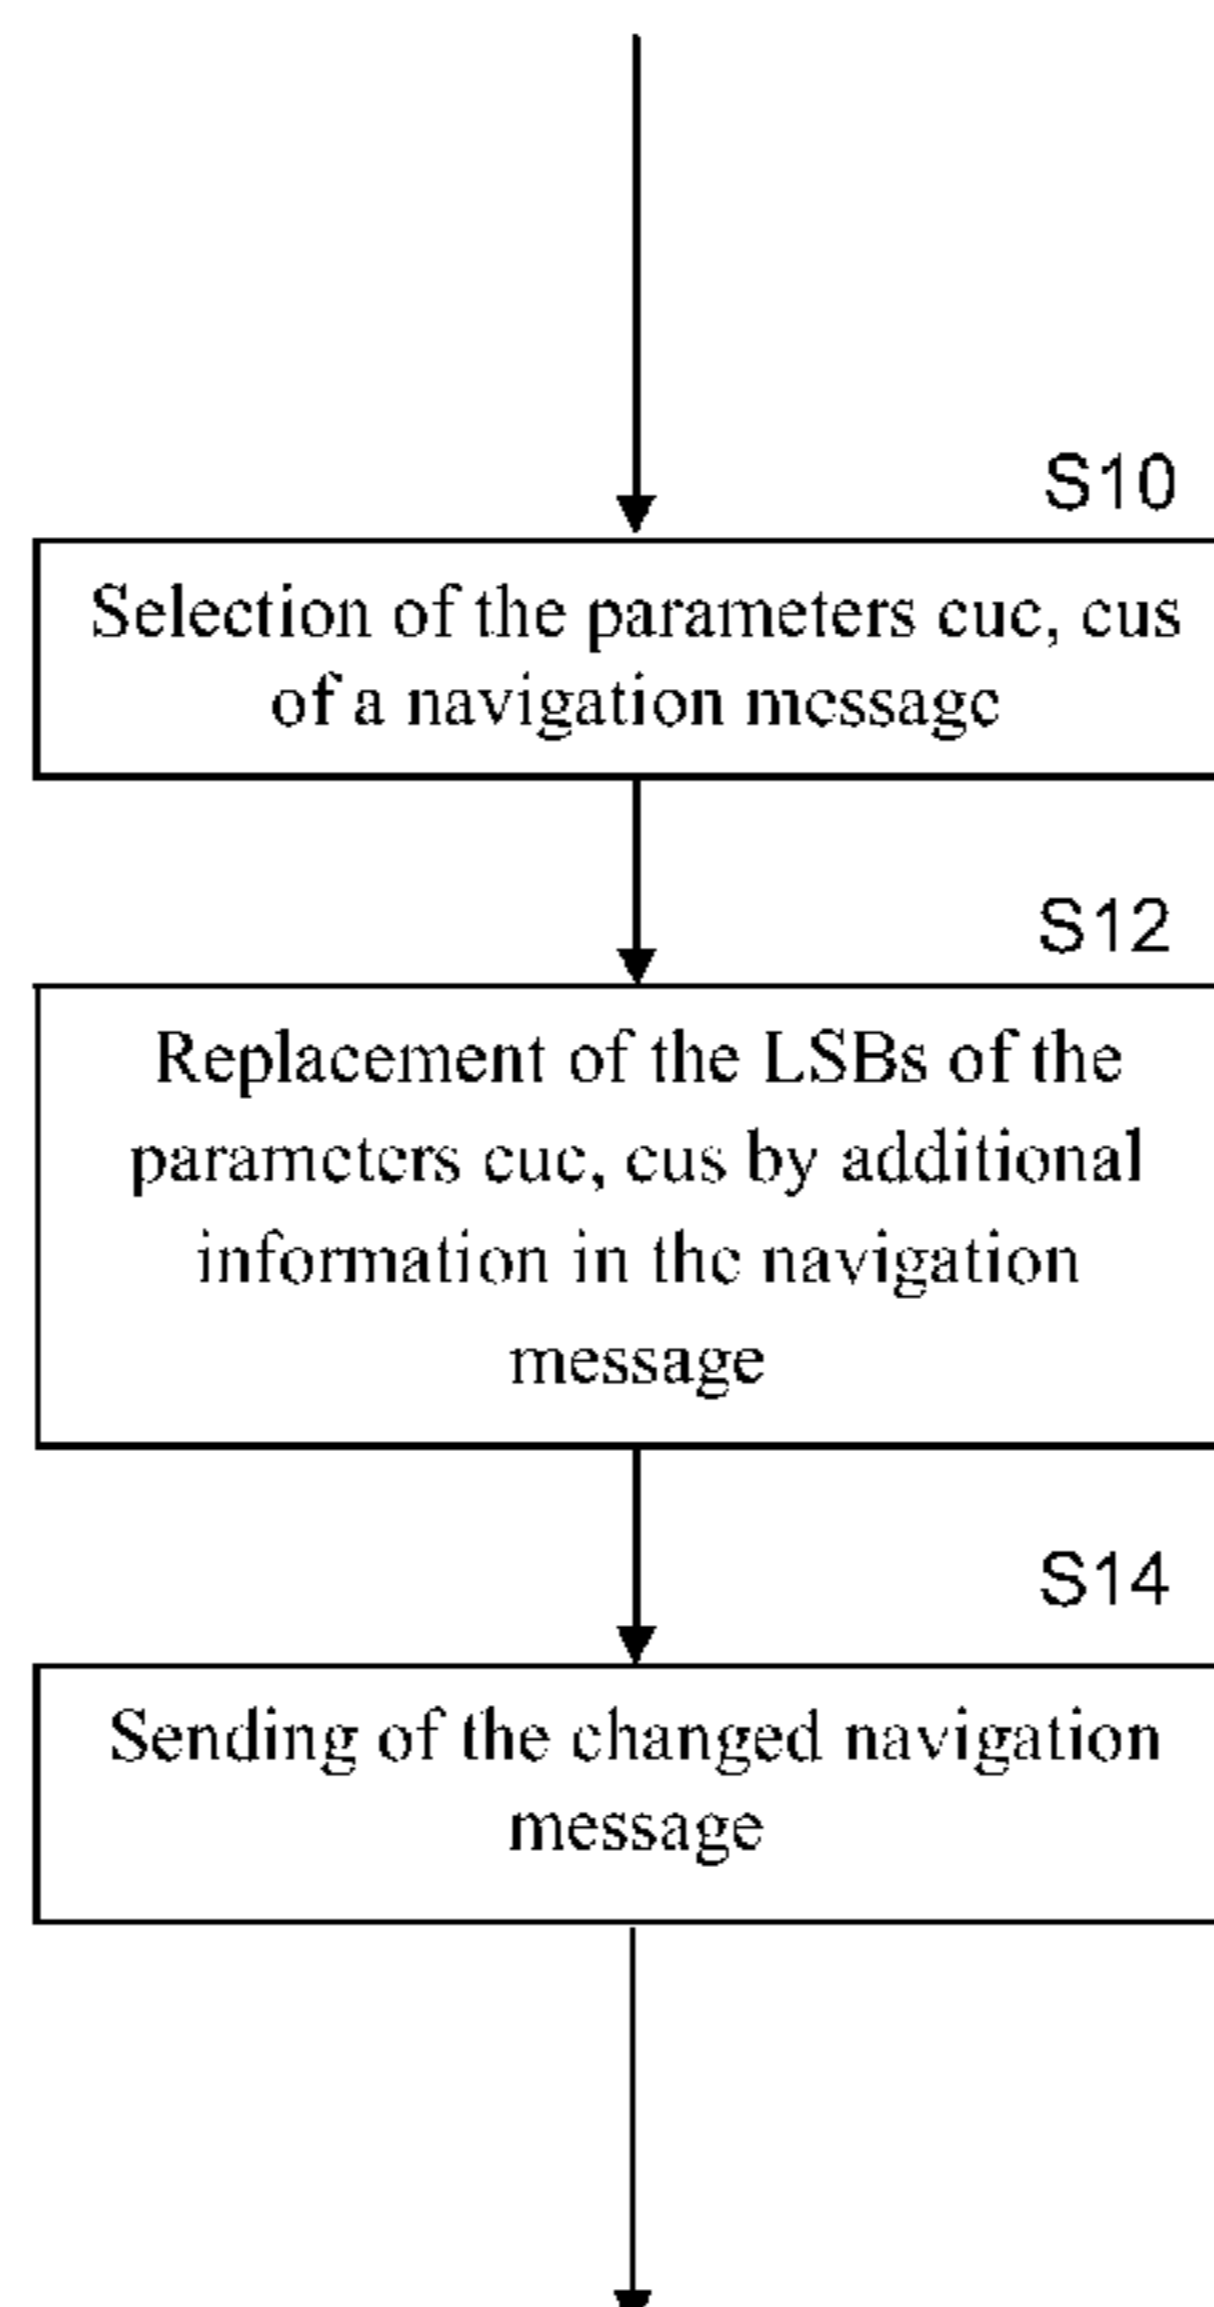 S10
Selection of the parameters cuc, cus
of a navigation message
S12
Replacement of the LSBs of the
parameters cuc, cus by additional
information in the navigation
message
S14
Sending of the changed navigation
message